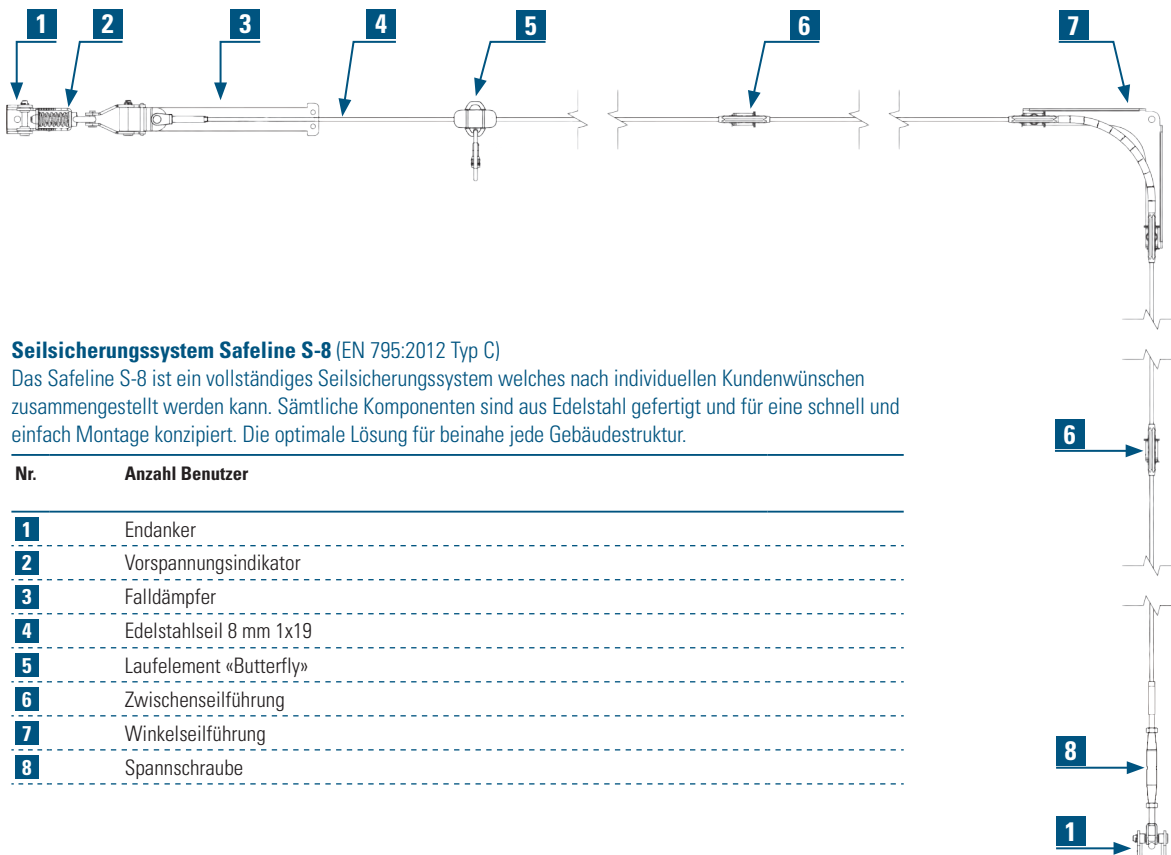 1 2 3 4 5 6 7
Seilsicherungssystem Safeline S-8 (EN 795:2012 Typ C)
Das Safeline S-8 ist ein vollständiges Seilsicherungssystem welches nach individuellen Kundenwünschen
zusammengestellt werden kann. Sämtliche Komponenten sind aus Edelstahl gefertigt und für eine schnell und
einfach Montage konzipiert. Die optimale Lösung für beinahe jede Gebäudestruktur.
6
Nr. Anzahl Benutzer
1 Endanker
2 Vorspannungsindikator
3 Falldämpfer
4 Edelstahlseil 8 mm 1x19
5 Laufelement «Butterfly»
6 Zwischenseilführung
7 Winkelseilführung
8 Spannschraube
8
1